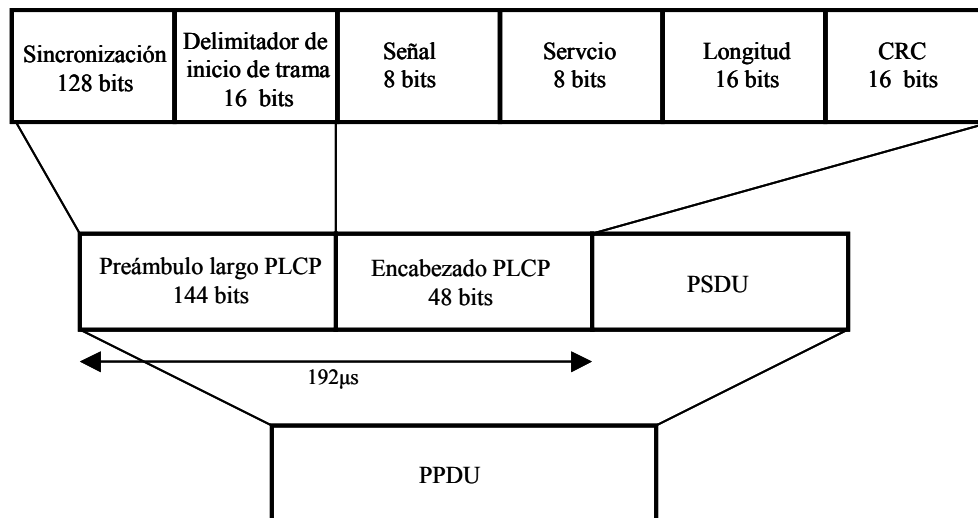 Sincronización
128 bits
Delimitador de
inicio de trama
16 bits
Señal
8 bits
Servcio
8 bits
Longitud
16 bits
CRC
16 bits
Preámbulo largo PLCP
144 bits
Encabezado PLCP
48 bits
PSDU
192µs
PPDU